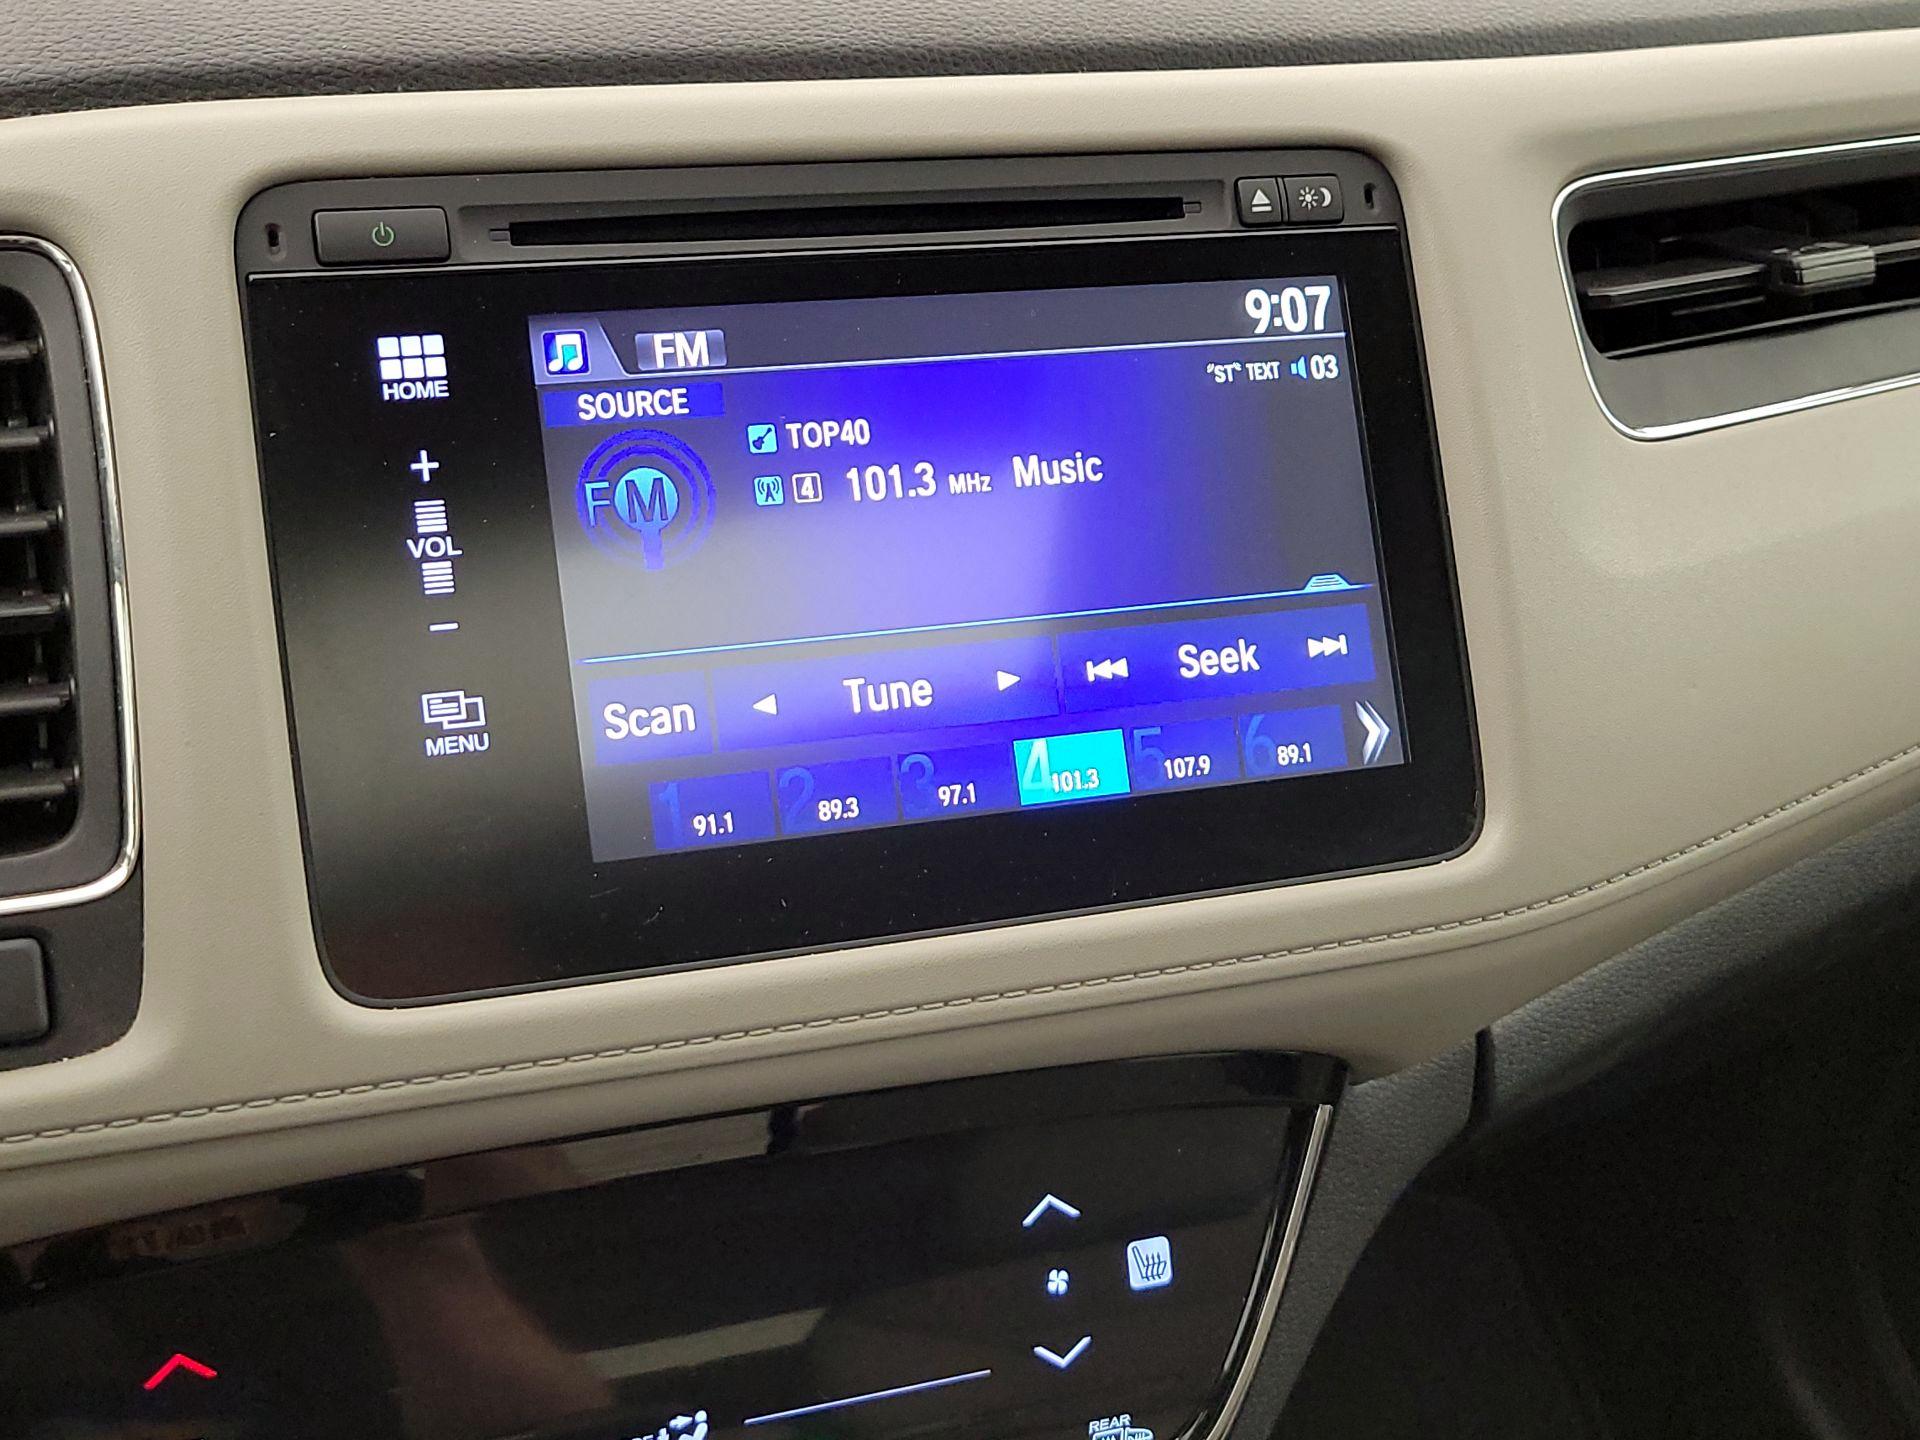 FM
9:07
HOME
SOURCE
"ST" TEXT 03
TOP40
FM
4 101.3 MHz Music
+
VOL
−
Scan
Tune
Seek
MENU
1 91.1
2 89.3
3 97.1
4 101.3
5 107.9
6 89.1
REAR